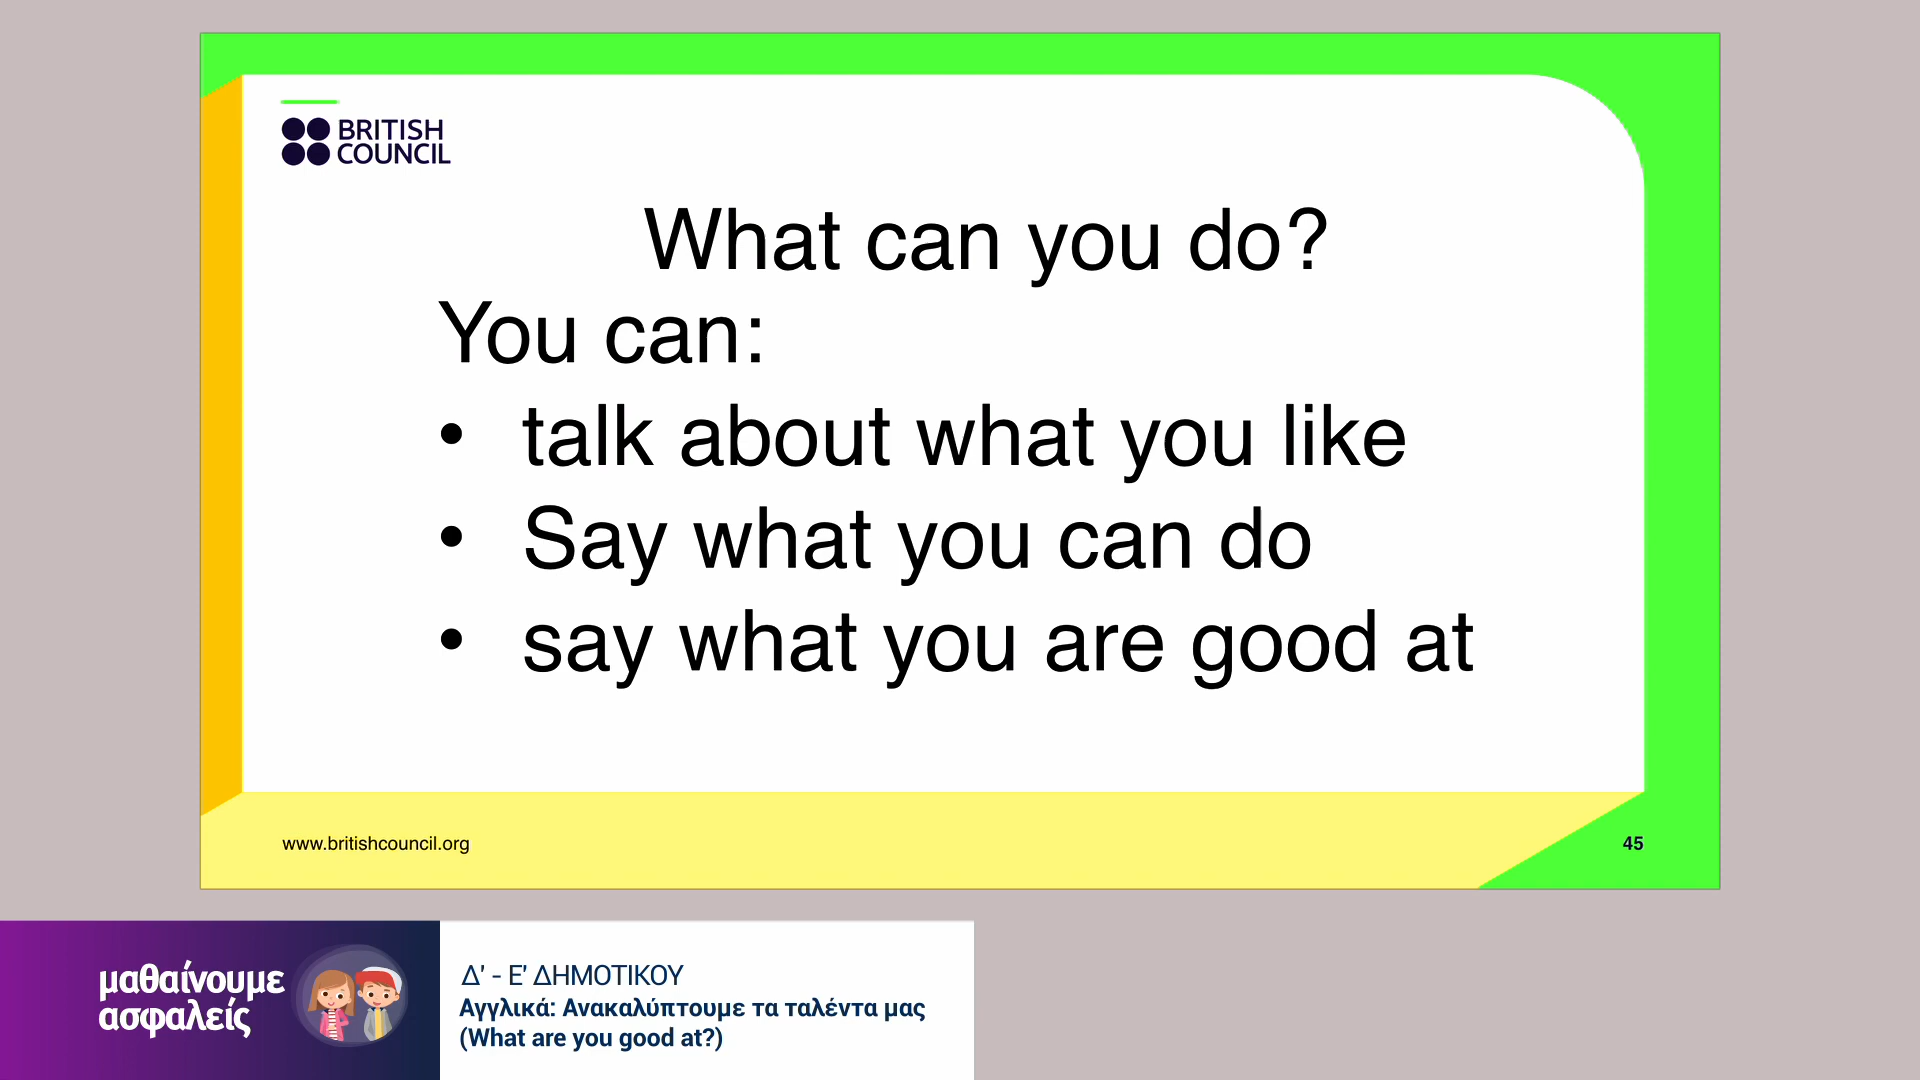 BRITISH
COUNCIL
What can you do?
You can:
• talk about what you like
• Say what you can do
• say what you are good at
www.britishcouncil.org
45
μαθαίνουμε
ασφαλείς
Δ' - Ε' ΔΗΜΟΤΙΚΟΥ
Αγγλικά: Ανακαλύπτουμε τα ταλέντα μας
(What are you good at?)